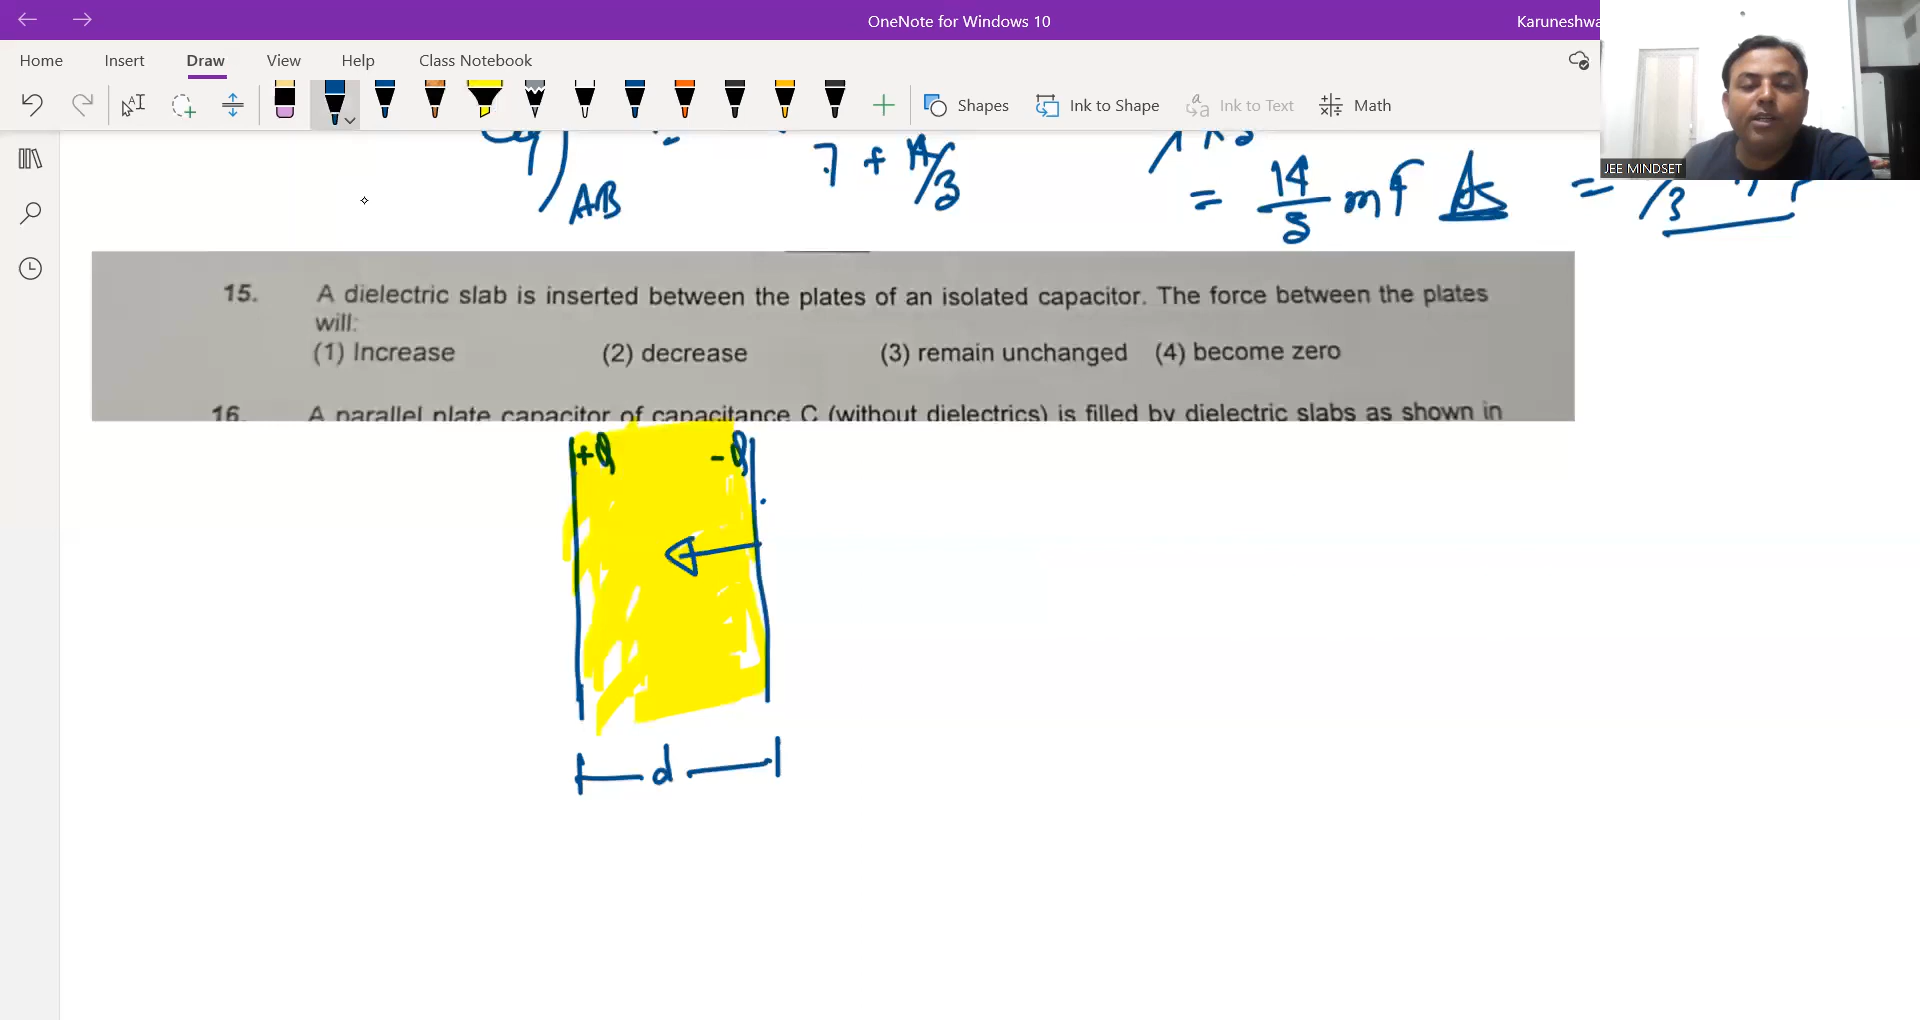 OneNote for Windows 10
Karuneshwa
Home Insert Draw View Help Class Notebook
Shapes Ink to Shape Ink to Text Math
JEE MINDSET
AB
7 + 14/3
= 14/5 mF Ans
=
15. A dielectric slab is inserted between the plates of an isolated capacitor. The force between the plates
will:
(1) Increase (2) decrease (3) remain unchanged (4) become zero
16. A parallel plate capacitor of capacitance C (without dielectrics) is filled by dielectric slabs as shown in
+Q -Q
d